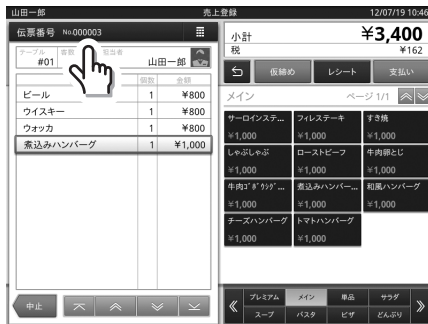 山田一郎 売上登録 12/07/19 10:46
伝票番号 No.000003
テーブル 客数 担当者
#01 山田一郎
個数 金額
ビール 1 ¥800
ウイスキー 1 ¥800
ウォッカ 1 ¥800
煮込みハンバーグ 1 ¥1,000
中止
小計 ¥3,400
税 ¥162
仮締め レシート 支払い
メイン ページ 1/1
サーロインステ... フィレステーキ すき焼
¥1,000 ¥1,000 ¥1,000
しゃぶしゃぶ ローストビーフ 牛肉卵とじ
¥1,000 ¥1,000 ¥1,000
牛肉ｺﾞﾎﾞｳｼｸﾞ... 煮込みハンバー... 和風ハンバーグ
¥1,000 ¥1,000 ¥1,000
チーズハンバーグ トマトハンバーグ
¥1,000 ¥1,000
プレミアム メイン 単品 サラダ
スープ パスタ ピザ どんぶり